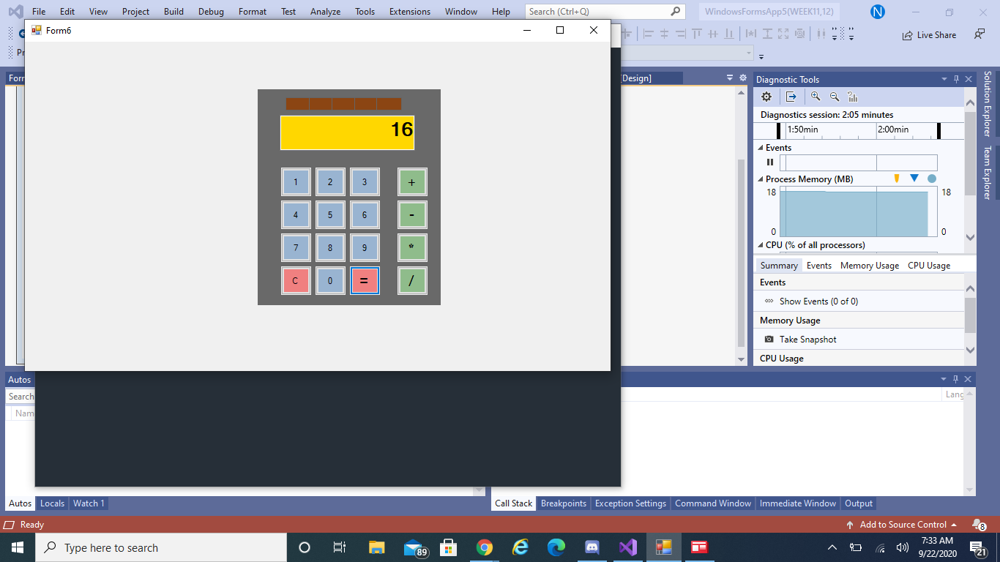 File Edit View Project Build Debug Format Test Analyze Tools Extensions Window Help Search (Ctrl+Q) WindowsFormsApp5(WEEK11,12) N
Form6
Live Share
Pr
Form
[Design]
Diagnostic Tools
Diagnostics session: 2:05 minutes
1:50min 2:00min
Events
Process Memory (MB)
18 18
0 0
CPU (% of all processors)
Summary Events Memory Usage CPU Usage
Events
Show Events (0 of 0)
Memory Usage
Take Snapshot
CPU Usage
Solution Explorer
Team Explorer
16
1 2 3 +
4 5 6 -
7 8 9 *
C 0 = /
Autos
Search
Nam
Lang
Autos Locals Watch 1
Call Stack Breakpoints Exception Settings Command Window Immediate Window Output
Ready
Add to Source Control
8
Type here to search
89
7:33 AM
9/22/2020
21